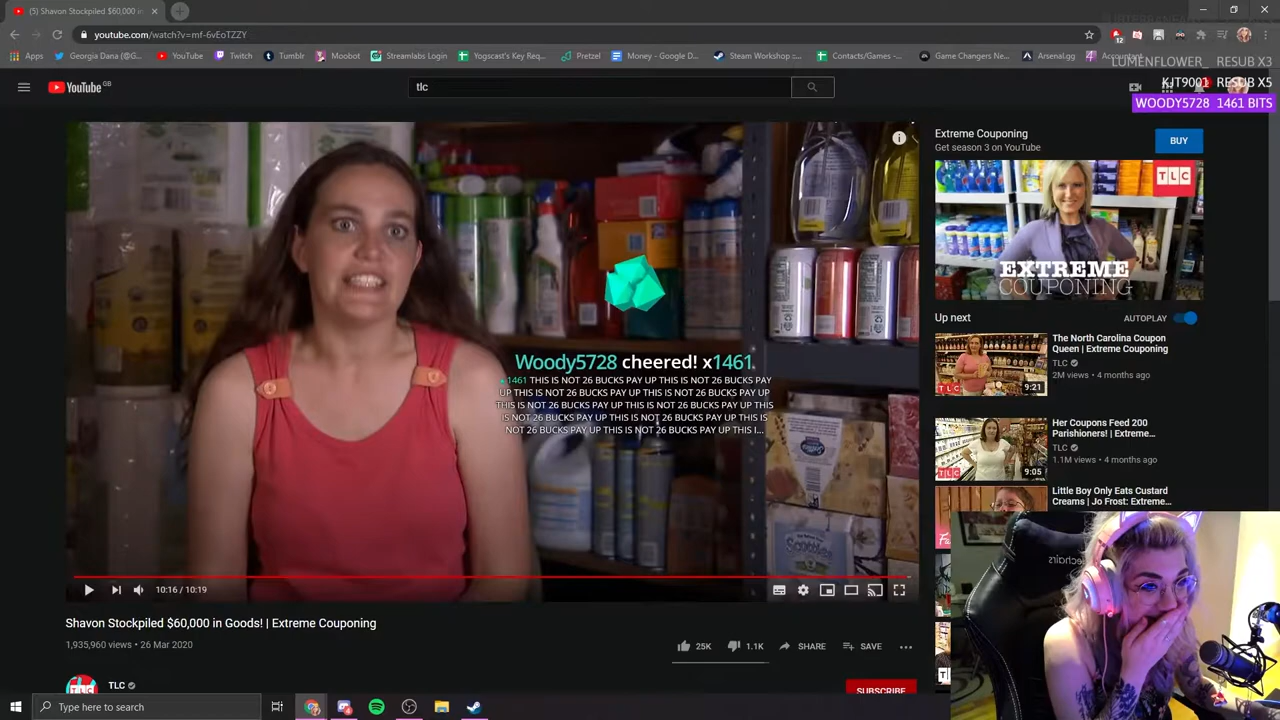 (5) Shavon Stockpiled $60,000 in
youtube.com/watch?v=mf-6vEoTZZY
Apps
Georgia Dana (@Ge...
YouTube
Twitch
Tumblr
Moobot
Streamlabs Login
Yogscast's Key Req...
Pretzel
Money - Google D...
Steam Workshop :...
Contacts/Games -...
Game Changers New...
Arsenal.gg
Accountant
LUMENFLOWER_ RESUB X3
KJT9001 RESUB X5
WOODY5728 1461 BITS
YouTube GB
tlc
12
Woody5728 cheered! x1461
1461 THIS IS NOT 26 BUCKS PAY UP THIS IS NOT 26 BUCKS PAY
UP THIS IS NOT 26 BUCKS PAY UP THIS IS NOT 26 BUCKS PAY UP
THIS IS NOT 26 BUCKS PAY UP THIS IS NOT 26 BUCKS PAY UP THIS
IS NOT 26 BUCKS PAY UP THIS IS NOT 26 BUCKS PAY UP THIS IS
NOT 26 BUCKS PAY UP THIS IS NOT 26 BUCKS PAY UP THIS I...
Scotties
10:16 / 10:19
Shavon Stockpiled $60,000 in Goods! | Extreme Couponing
1,935,960 views • 26 Mar 2020
25K
1.1K
SHARE
SAVE
TLC
SUBSCRIBE
Extreme Couponing
Get season 3 on YouTube
BUY
TLC
EXTREME
COUPONING
Up next
AUTOPLAY
The North Carolina Coupon
Queen | Extreme Couponing
TLC
2M views • 4 months ago
TLC
9:21
Her Coupons Feed 200
Parishioners! | Extreme...
TLC
1.1M views • 4 months ago
TLC
9:05
Little Boy Only Eats Custard
Creams | Jo Frost: Extreme...
Type here to search